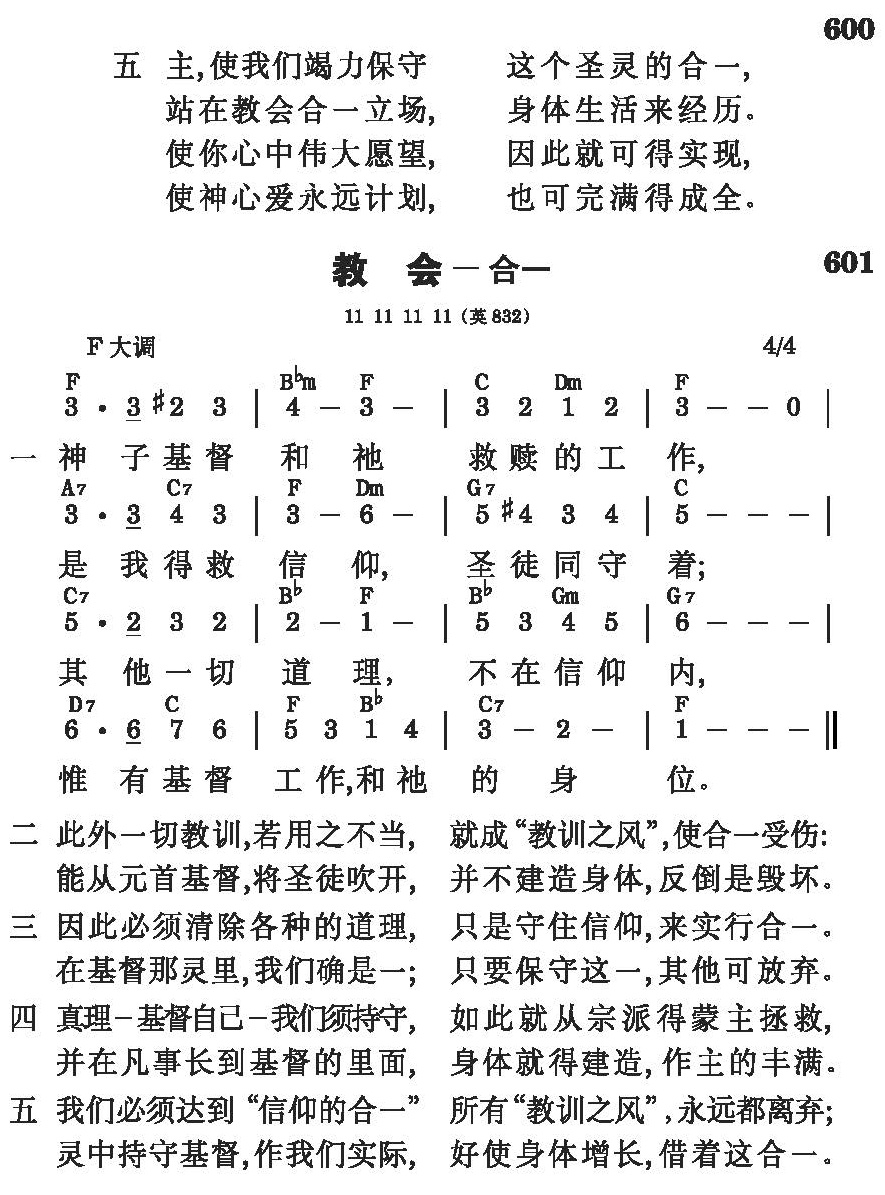 600
五 主,使我们竭力保守 这个圣灵的合一,
站在教会合一立场, 身体生活来经历。
使你心中伟大愿望, 因此就可得实现,
使神心爱永远计划, 也可完满得成全。
教 会－合一 601
11 11 11 11（英832）
F大调 4/4
F B♭m F C Dm F
3 · 3 ♯2 3 | 4 － 3 － | 3 2 1 2 | 3 － － 0 |
一 神 子 基 督 和 祂 救 赎 的 工 作,
A7 C7 F Dm G7 C
3 · 3 4 3 | 3 － 6 － | 5 ♯4 3 4 | 5 － － － |
是 我 得 救 信 仰, 圣 徒 同 守 着;
C7 B♭ F B♭ Gm G7
5 · 2 3 2 | 2 － 1 － | 5 3 4 5 | 6 － － － |
其 他 一 切 道 理, 不 在 信 仰 内,
D7 C F B♭ C7 F
6 · 6 7 6 | 5 3 1 4 | 3 － 2 － | 1 － － － ‖
惟 有 基 督 工 作,和 祂 的 身 位。
二 此外一切教训,若用之不当, 就成“教训之风”,使合一受伤:
能从元首基督,将圣徒吹开, 并不建造身体,反倒是毁坏。
三 因此必须清除各种的道理, 只是守住信仰,来实行合一。
在基督那灵里,我们确是一; 只要保守这一,其他可放弃。
四 真理－基督自己－我们须持守, 如此就从宗派得蒙主拯救,
并在凡事长到基督的里面, 身体就得建造,作主的丰满。
五 我们必须达到“信仰的合一” 所有“教训之风”,永远都离弃;
灵中持守基督,作我们实际, 好使身体增长,借着这合一。